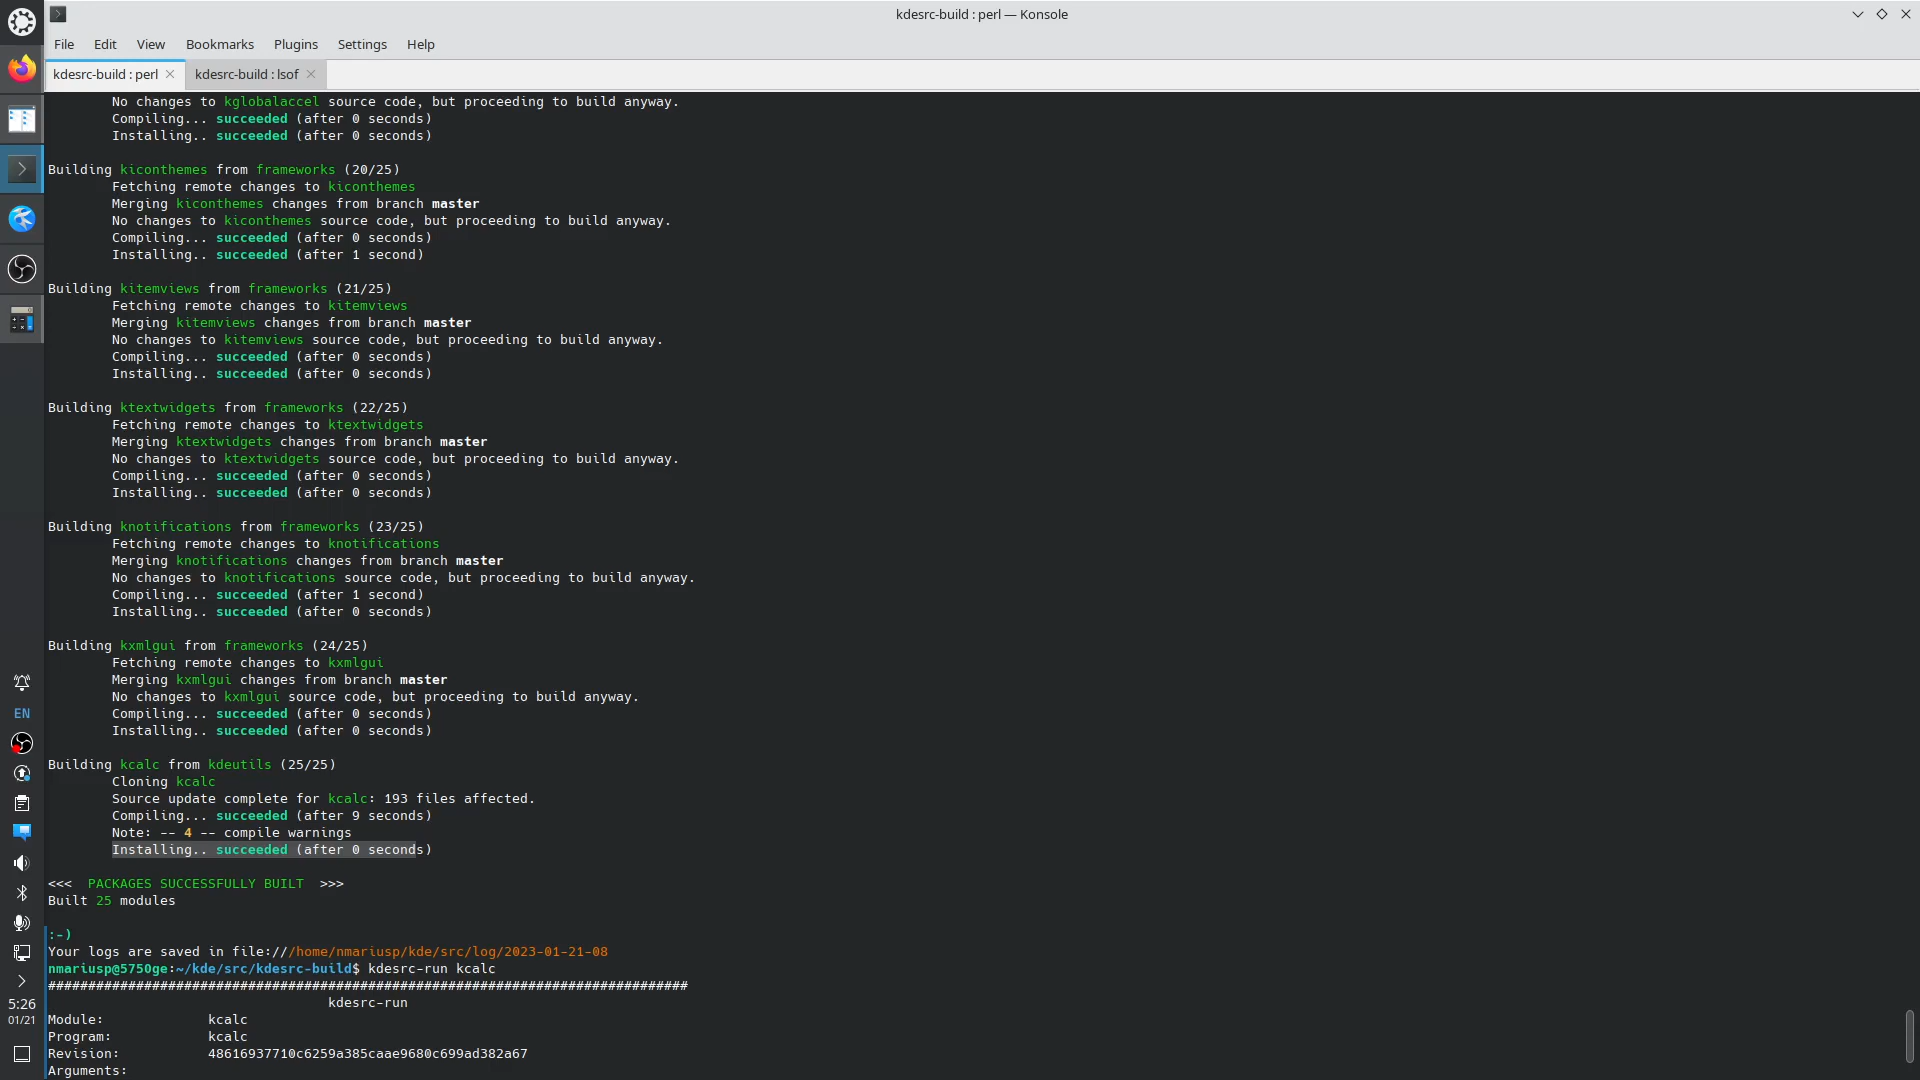 kdesrc-build : perl — Konsole
File Edit View Bookmarks Plugins Settings Help
kdesrc-build : perl kdesrc-build : lsof
No changes to kglobalaccel source code, but proceeding to build anyway.
Compiling... succeeded (after 0 seconds)
Installing.. succeeded (after 0 seconds)
Building kiconthemes from frameworks (20/25)
Fetching remote changes to kiconthemes
Merging kiconthemes changes from branch master
No changes to kiconthemes source code, but proceeding to build anyway.
Compiling... succeeded (after 0 seconds)
Installing.. succeeded (after 1 second)
Building kitemviews from frameworks (21/25)
Fetching remote changes to kitemviews
Merging kitemviews changes from branch master
No changes to kitemviews source code, but proceeding to build anyway.
Compiling... succeeded (after 0 seconds)
Installing.. succeeded (after 0 seconds)
Building ktextwidgets from frameworks (22/25)
Fetching remote changes to ktextwidgets
Merging ktextwidgets changes from branch master
No changes to ktextwidgets source code, but proceeding to build anyway.
Compiling... succeeded (after 0 seconds)
Installing.. succeeded (after 0 seconds)
Building knotifications from frameworks (23/25)
Fetching remote changes to knotifications
Merging knotifications changes from branch master
No changes to knotifications source code, but proceeding to build anyway.
Compiling... succeeded (after 1 second)
Installing.. succeeded (after 0 seconds)
Building kxmlgui from frameworks (24/25)
Fetching remote changes to kxmlgui
Merging kxmlgui changes from branch master
No changes to kxmlgui source code, but proceeding to build anyway.
Compiling... succeeded (after 0 seconds)
Installing.. succeeded (after 0 seconds)
Building kcalc from kdeutils (25/25)
Cloning kcalc
Source update complete for kcalc: 193 files affected.
Compiling... succeeded (after 9 seconds)
Note: -- 4 -- compile warnings
Installing.. succeeded (after 0 seconds)
<<<  PACKAGES SUCCESSFULLY BUILT  >>>
Built 25 modules
:-)
Your logs are saved in file:///home/nmariusp/kde/src/log/2023-01-21-08
nmariusp@5750ge:~/kde/src/kdesrc-build$ kdesrc-run kcalc
################################################################################
kdesrc-run
Module: kcalc
Program: kcalc
Revision: 48616937710c6259a385caae9680c699ad382a67
Arguments:
EN
5:26
01/21